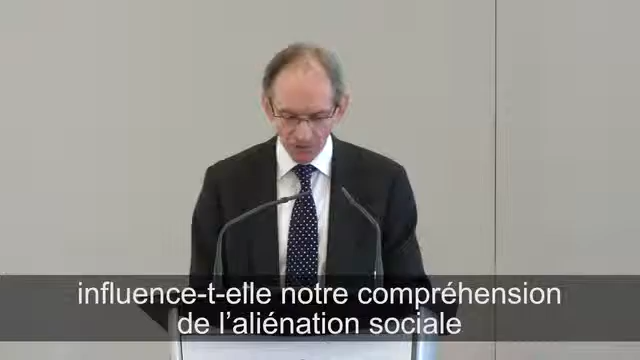 influence-t-elle notre compréhension
de l’aliénation sociale